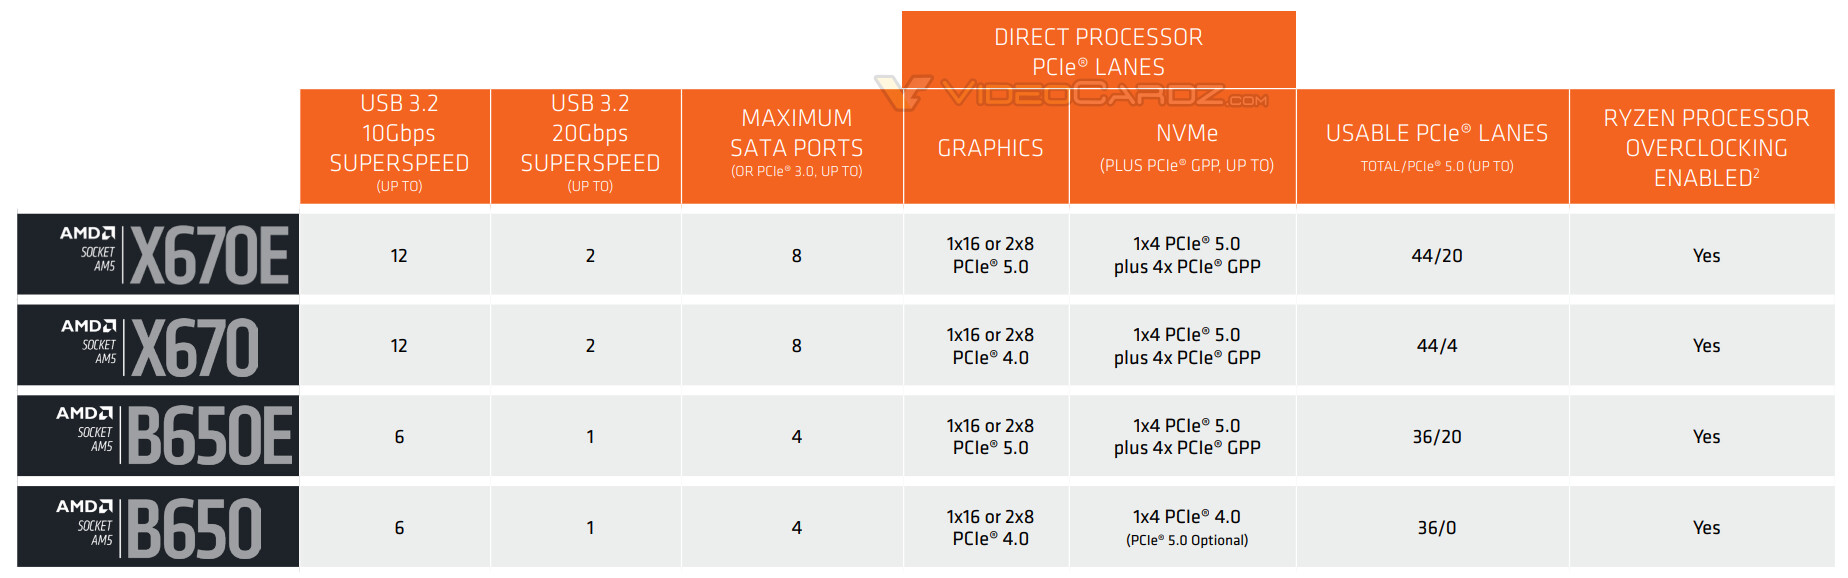 DIRECT PROCESSOR
PCIe® LANES
VIDEOCARDZ.COM
USB 3.2
10Gbps
SUPERSPEED
(UP TO)
USB 3.2
20Gbps
SUPERSPEED
(UP TO)
MAXIMUM
SATA PORTS
(OR PCIe® 3.0, UP TO)
GRAPHICS
NVMe
(PLUS PCIe® GPP, UP TO)
USABLE PCIe® LANES
TOTAL/PCIe® 5.0 (UP TO)
RYZEN PROCESSOR
OVERCLOCKING
ENABLED2
AMD
SOCKET
AM5
X670E
12
2
8
1x16 or 2x8
PCIe® 5.0
1x4 PCIe® 5.0
plus 4x PCIe® GPP
44/20
Yes
AMD
SOCKET
AM5
X670
12
2
8
1x16 or 2x8
PCIe® 4.0
1x4 PCIe® 5.0
plus 4x PCIe® GPP
44/4
Yes
AMD
SOCKET
AM5
B650E
6
1
4
1x16 or 2x8
PCIe® 5.0
1x4 PCIe® 5.0
plus 4x PCIe® GPP
36/20
Yes
AMD
SOCKET
AM5
B650
6
1
4
1x16 or 2x8
PCIe® 4.0
1x4 PCIe® 4.0
(PCIe® 5.0 Optional)
36/0
Yes